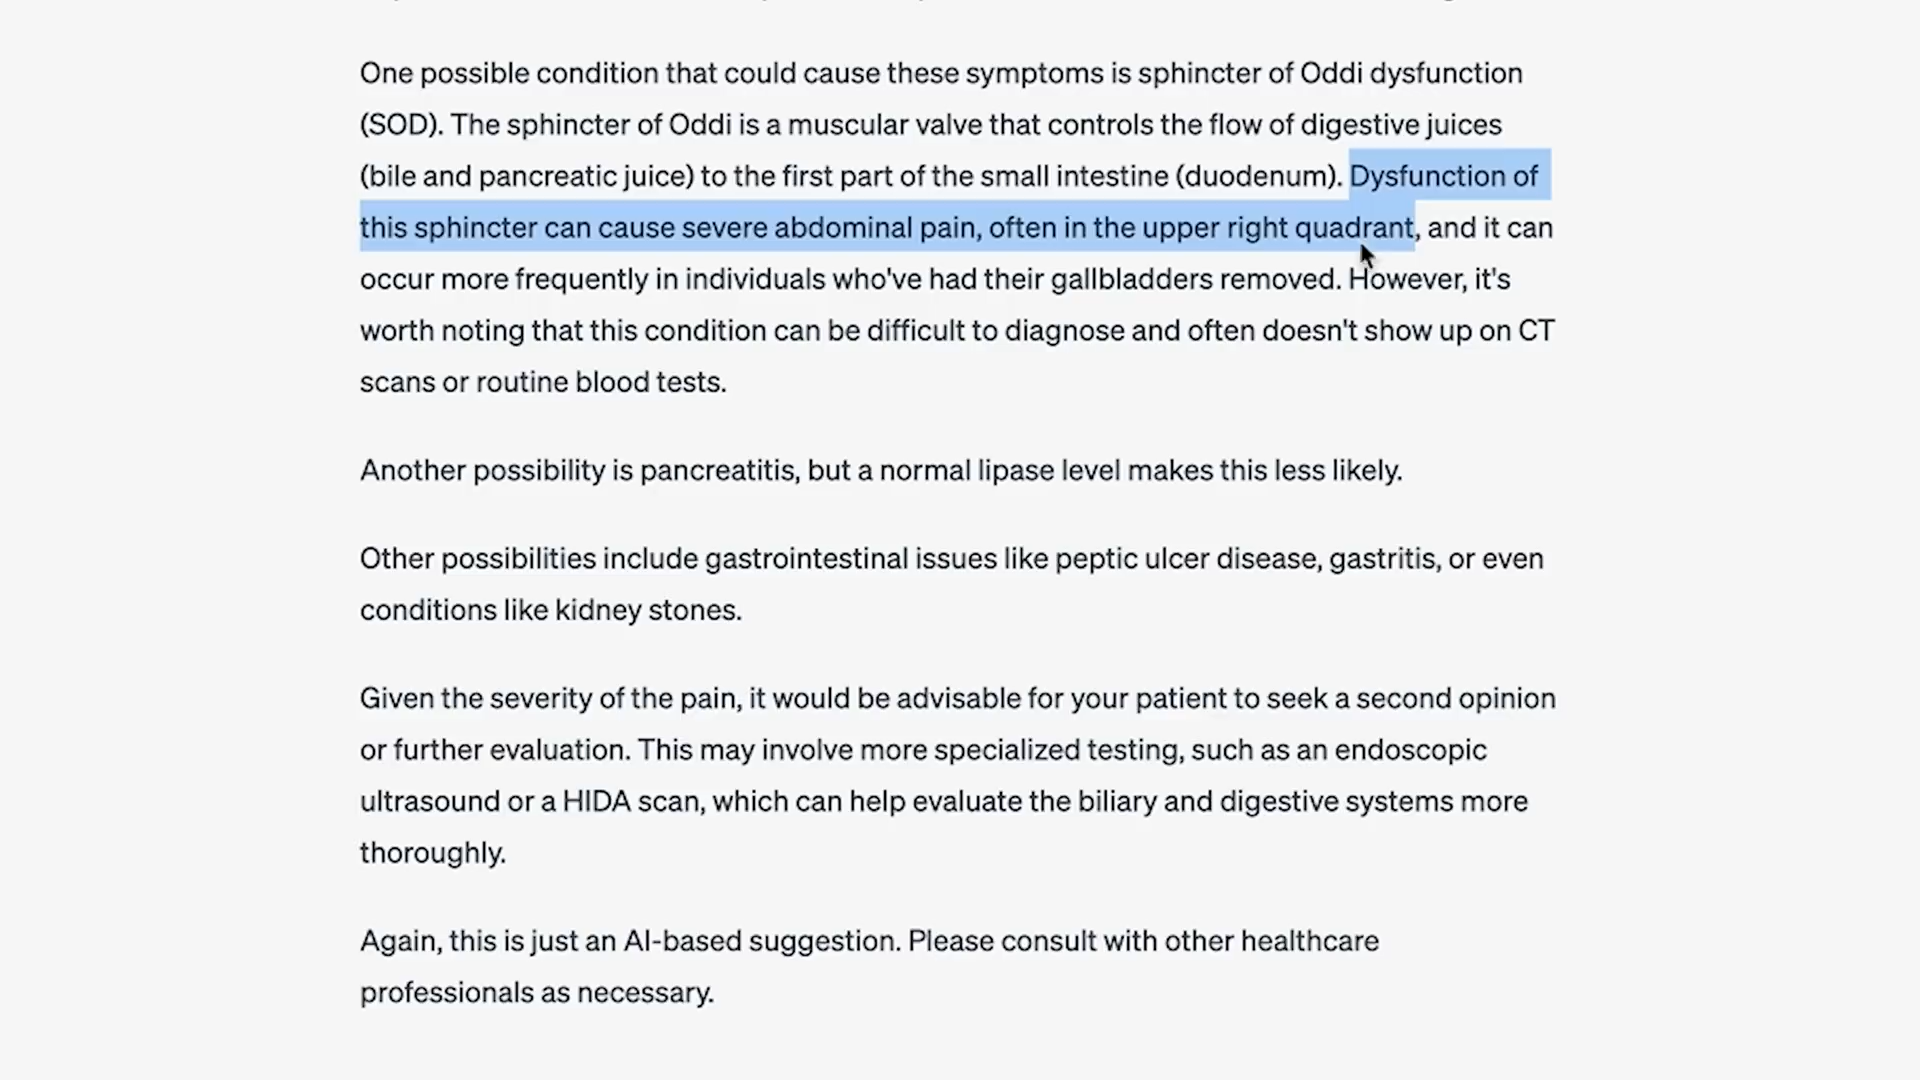 One possible condition that could cause these symptoms is sphincter of Oddi dysfunction
(SOD). The sphincter of Oddi is a muscular valve that controls the flow of digestive juices
(bile and pancreatic juice) to the first part of the small intestine (duodenum). Dysfunction of
this sphincter can cause severe abdominal pain, often in the upper right quadrant, and it can
occur more frequently in individuals who've had their gallbladders removed. However, it's
worth noting that this condition can be difficult to diagnose and often doesn't show up on CT
scans or routine blood tests.
Another possibility is pancreatitis, but a normal lipase level makes this less likely.
Other possibilities include gastrointestinal issues like peptic ulcer disease, gastritis, or even
conditions like kidney stones.
Given the severity of the pain, it would be advisable for your patient to seek a second opinion
or further evaluation. This may involve more specialized testing, such as an endoscopic
ultrasound or a HIDA scan, which can help evaluate the biliary and digestive systems more
thoroughly.
Again, this is just an AI-based suggestion. Please consult with other healthcare
professionals as necessary.